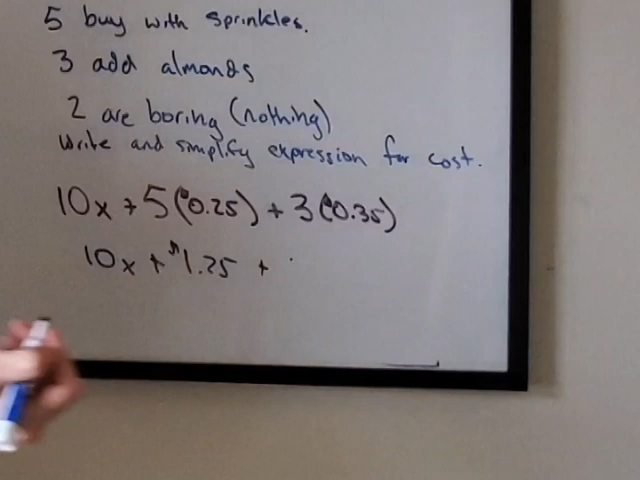 5 buy with sprinkles.
3 add almonds
2 are boring (nothing)
Write and simplify expression for cost.
10x + 5(0.25) + 3(0.35)
10x + 1.25 +